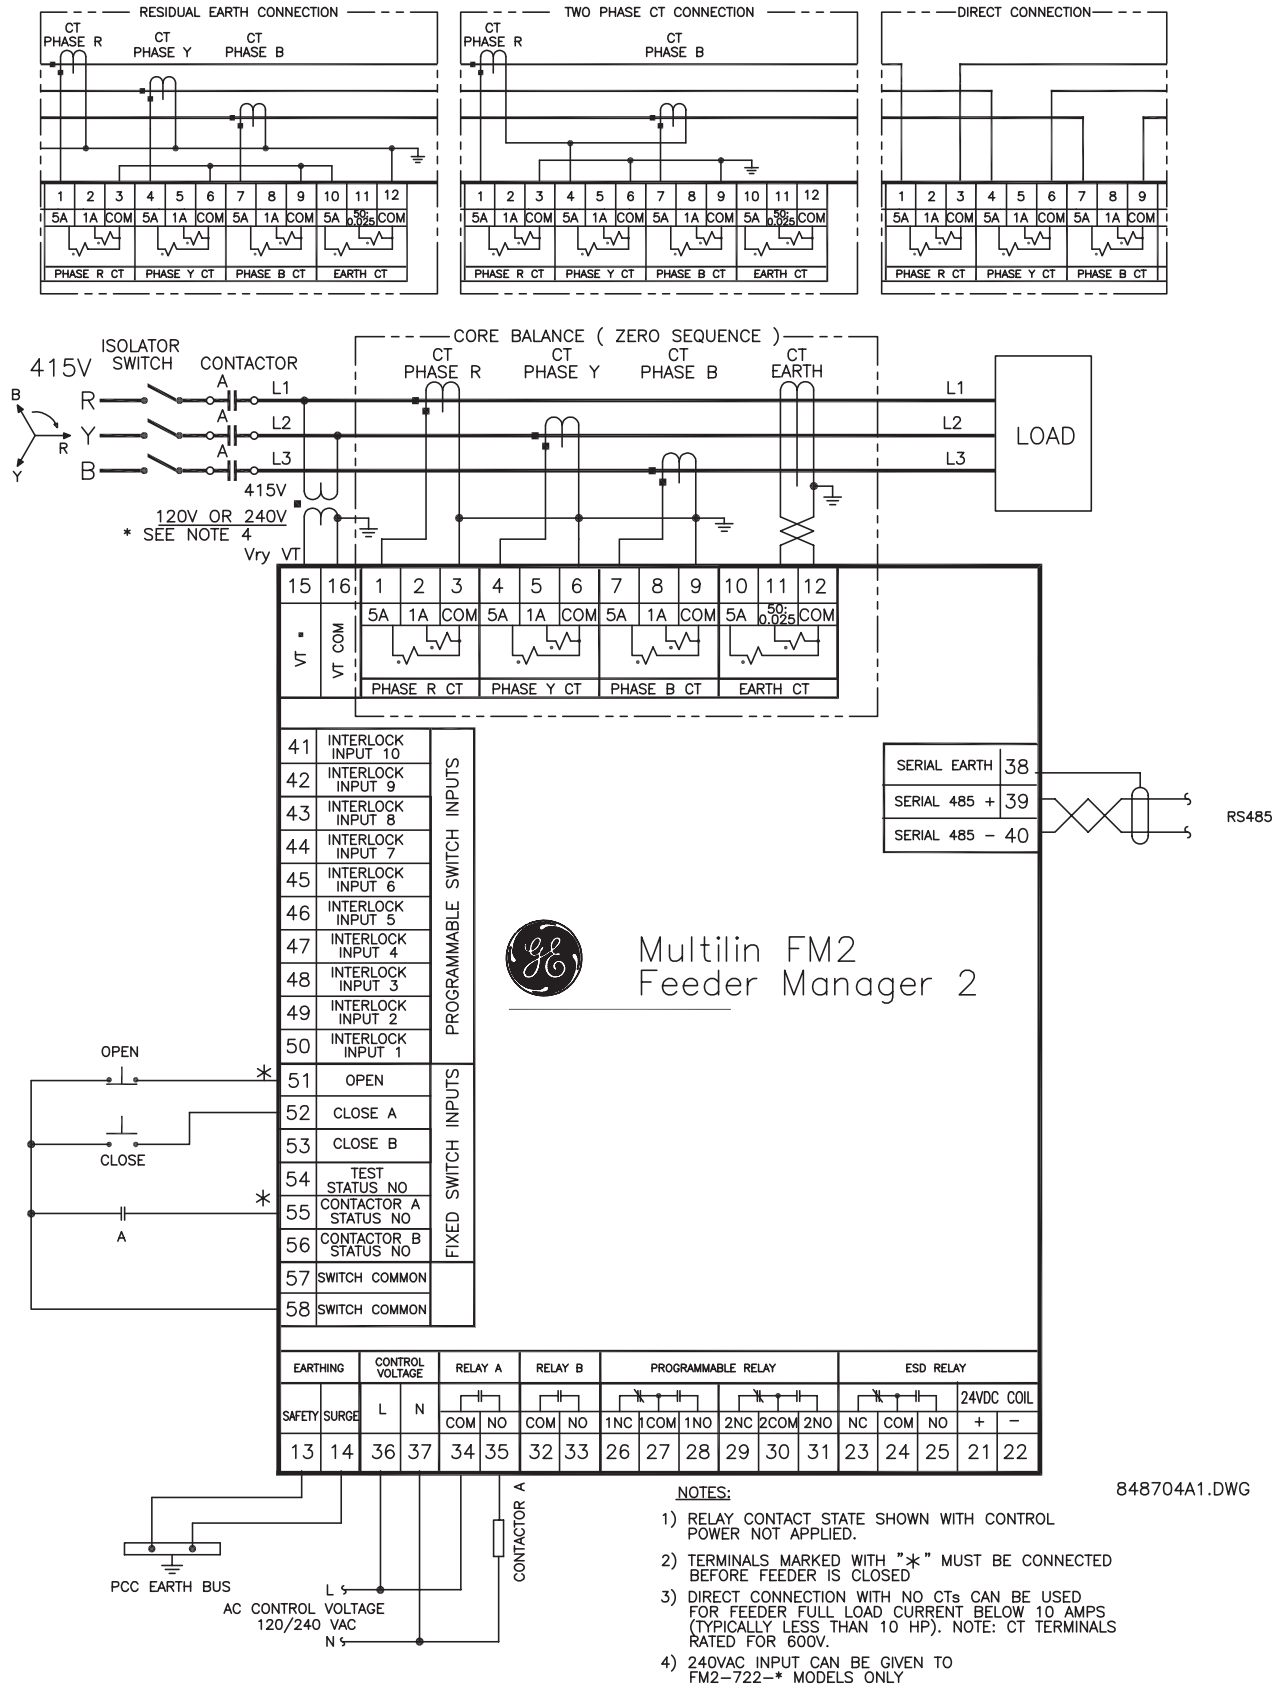 RESIDUAL EARTH CONNECTION
CT
PHASE R
CT
PHASE Y
CT
PHASE B
1 2 3 4 5 6 7 8 9 10 11 12
5A 1A COM 5A 1A COM 5A 1A COM 5A 50:0.025 COM
PHASE R CT PHASE Y CT PHASE B CT EARTH CT
TWO PHASE CT CONNECTION
CT
PHASE R
CT
PHASE B
1 2 3 4 5 6 7 8 9 10 11 12
5A 1A COM 5A 1A COM 5A 1A COM 5A 50:0.025 COM
PHASE R CT PHASE Y CT PHASE B CT EARTH CT
DIRECT CONNECTION
1 2 3 4 5 6 7 8 9
5A 1A COM 5A 1A COM 5A 1A COM
PHASE R CT PHASE Y CT PHASE B CT
CORE BALANCE ( ZERO SEQUENCE )
CT
PHASE R
CT
PHASE Y
CT
PHASE B
CT
EARTH
415V
ISOLATOR
SWITCH
CONTACTOR
B
R
Y
R A L1 L1
Y A L2 L2
B A L3 L3
LOAD
415V
120V OR 240V
* SEE NOTE 4
Vry VT
15 16 1 2 3 4 5 6 7 8 9 10 11 12
VT ▪
VT COM
5A 1A COM 5A 1A COM 5A 1A COM 5A 50:0.025 COM
PHASE R CT PHASE Y CT PHASE B CT EARTH CT
41 INTERLOCK
INPUT 10
42 INTERLOCK
INPUT 9
43 INTERLOCK
INPUT 8
44 INTERLOCK
INPUT 7
45 INTERLOCK
INPUT 6
46 INTERLOCK
INPUT 5
47 INTERLOCK
INPUT 4
48 INTERLOCK
INPUT 3
49 INTERLOCK
INPUT 2
50 INTERLOCK
INPUT 1
PROGRAMMABLE SWITCH INPUTS
SERIAL EARTH 38
SERIAL 485 + 39
SERIAL 485 - 40
RS485
GE
Multilin FM2
Feeder Manager 2
OPEN
*
CLOSE
*
A
51 OPEN
52 CLOSE A
53 CLOSE B
54 TEST
STATUS NO
55 CONTACTOR A
STATUS NO
56 CONTACTOR B
STATUS NO
57 SWITCH COMMON
58 SWITCH COMMON
FIXED SWITCH INPUTS
EARTHING
CONTROL
VOLTAGE
RELAY A
RELAY B
PROGRAMMABLE RELAY
ESD RELAY
24VDC COIL
SAFETY SURGE L N COM NO COM NO 1NC 1COM 1NO 2NC 2COM 2NO NC COM NO + -
13 14 36 37 34 35 32 33 26 27 28 29 30 31 23 24 25 21 22
PCC EARTH BUS
L
AC CONTROL VOLTAGE
120/240 VAC
N
CONTACTOR A
848704A1.DWG
NOTES:
1) RELAY CONTACT STATE SHOWN WITH CONTROL
POWER NOT APPLIED.
2) TERMINALS MARKED WITH "*" MUST BE CONNECTED
BEFORE FEEDER IS CLOSED
3) DIRECT CONNECTION WITH NO CTs CAN BE USED
FOR FEEDER FULL LOAD CURRENT BELOW 10 AMPS
(TYPICALLY LESS THAN 10 HP). NOTE: CT TERMINALS
RATED FOR 600V.
4) 240VAC INPUT CAN BE GIVEN TO
FM2-722-* MODELS ONLY